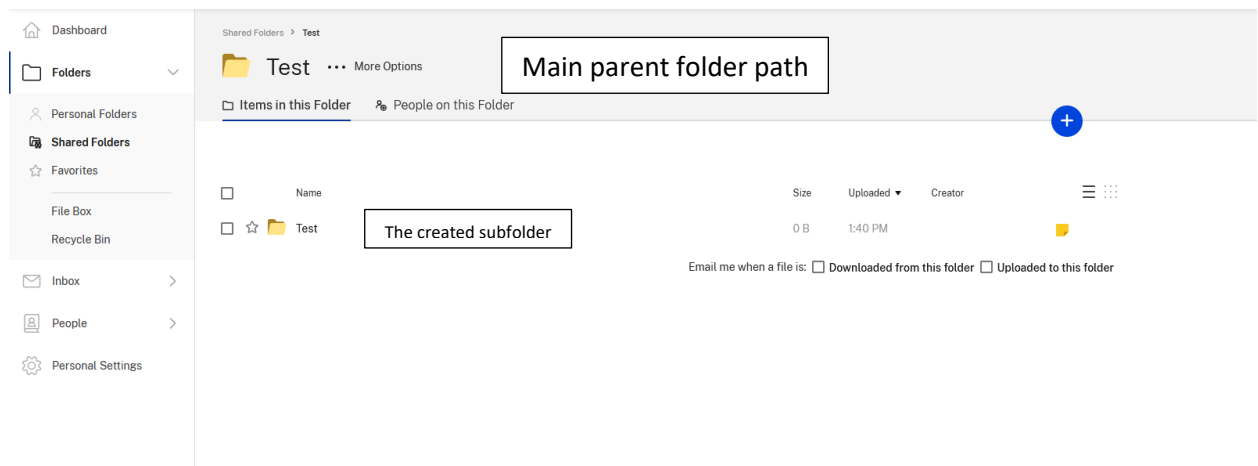 Dashboard
Folders
Personal Folders
Shared Folders
Favorites
File Box
Recycle Bin
Inbox
People
Personal Settings
Shared Folders > Test
Test ••• More Options
Main parent folder path
Items in this Folder People on this Folder
Name Size Uploaded ▼ Creator
Test The created subfolder 0 B 1:40 PM
Email me when a file is: Downloaded from this folder Uploaded to this folder